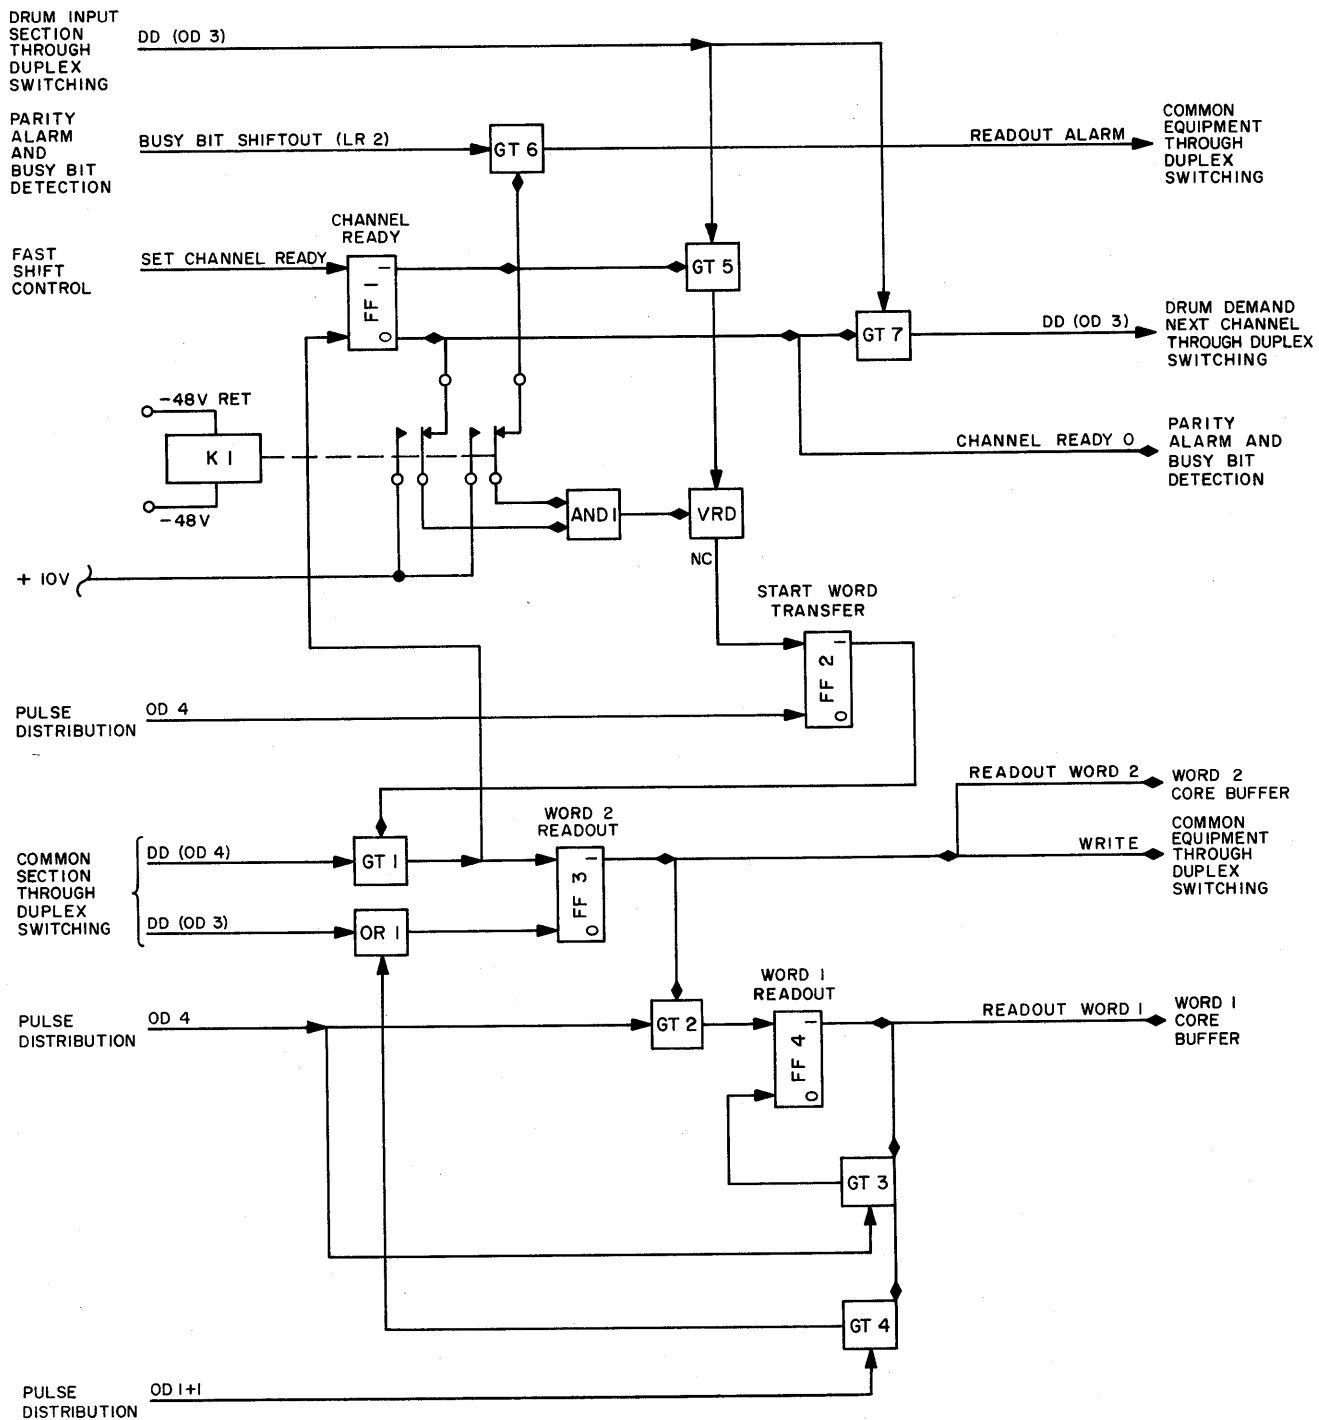 DRUM INPUT
SECTION
THROUGH
DUPLEX
SWITCHING
DD (OD 3)
PARITY
ALARM
AND
BUSY BIT
DETECTION
BUSY BIT SHIFTOUT (LR 2)
GT 6
READOUT ALARM
COMMON
EQUIPMENT
THROUGH
DUPLEX
SWITCHING
CHANNEL
READY
FAST
SHIFT
CONTROL
SET CHANNEL READY
FF 1
1
0
GT 5
GT 7
DD (OD 3)
DRUM DEMAND
NEXT CHANNEL
THROUGH DUPLEX
SWITCHING
-48V RET
K 1
-48V
CHANNEL READY 0
PARITY
ALARM AND
BUSY BIT
DETECTION
AND 1
VRD
NC
+ 10V
START WORD
TRANSFER
FF 2
1
0
PULSE
DISTRIBUTION
OD 4
READOUT WORD 2
WORD 2
CORE BUFFER
WORD 2
READOUT
COMMON
SECTION
THROUGH
DUPLEX
SWITCHING
DD (OD 4)
GT 1
DD (OD 3)
OR 1
FF 3
1
0
WRITE
COMMON
EQUIPMENT
THROUGH
DUPLEX
SWITCHING
WORD 1
READOUT
PULSE
DISTRIBUTION
OD 4
GT 2
FF 4
1
0
READOUT WORD 1
WORD 1
CORE
BUFFER
GT 3
GT 4
PULSE
DISTRIBUTION
OD 1+1